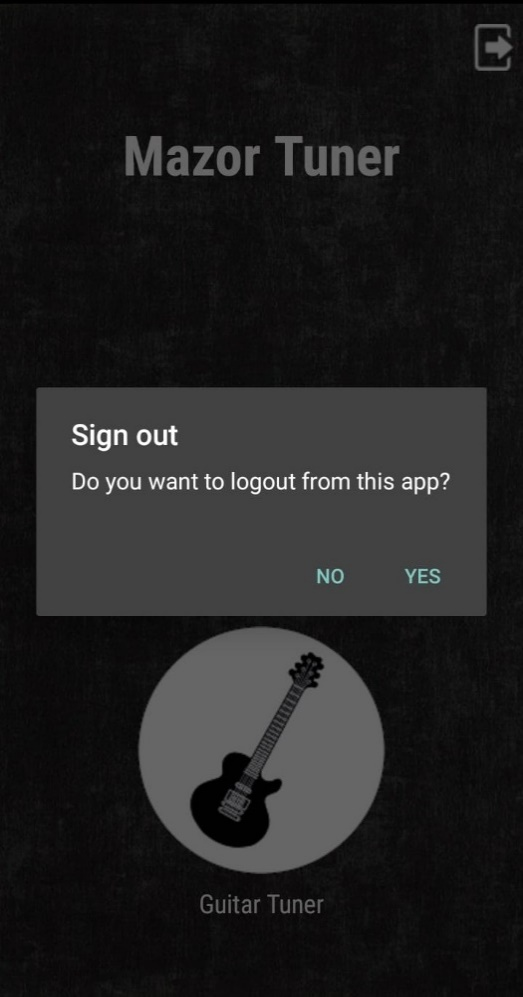 Mazor Tuner
Sign out
Do you want to logout from this app?
NO YES
Guitar Tuner